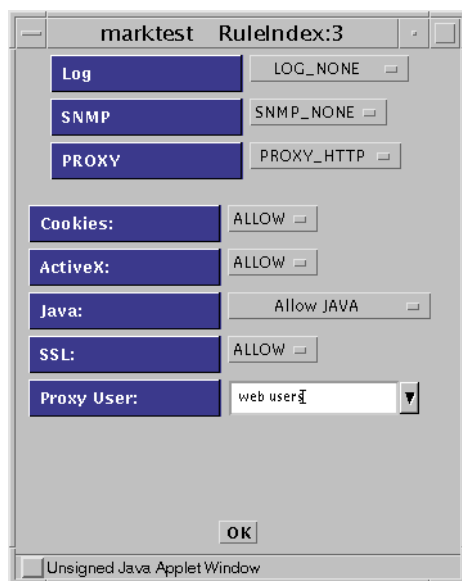 marktest RuleIndex:3
Log LOG_NONE
SNMP SNMP_NONE
PROXY PROXY_HTTP
Cookies: ALLOW
ActiveX: ALLOW
Java: Allow JAVA
SSL: ALLOW
Proxy User: web users
OK
Unsigned Java Applet Window